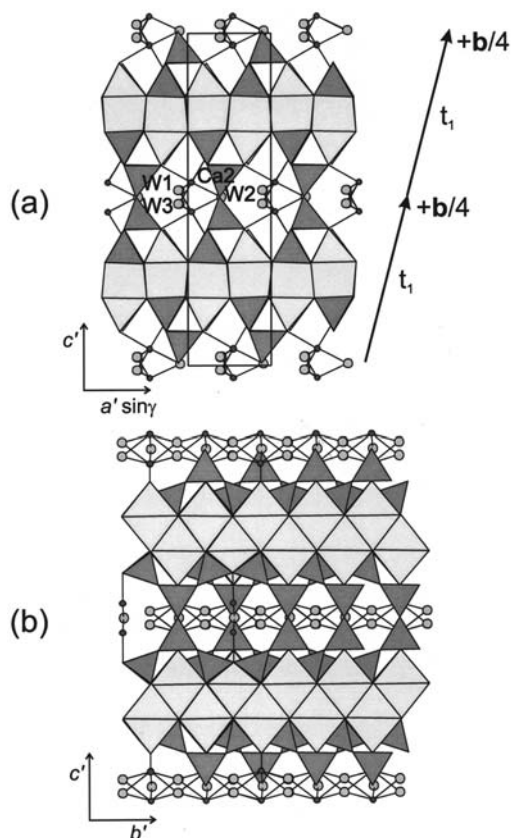 +b/4
t₁
(a)
W1
Ca2
W3
W2
+b/4
t₁
c'
a' sinγ
(b)
c'
b'